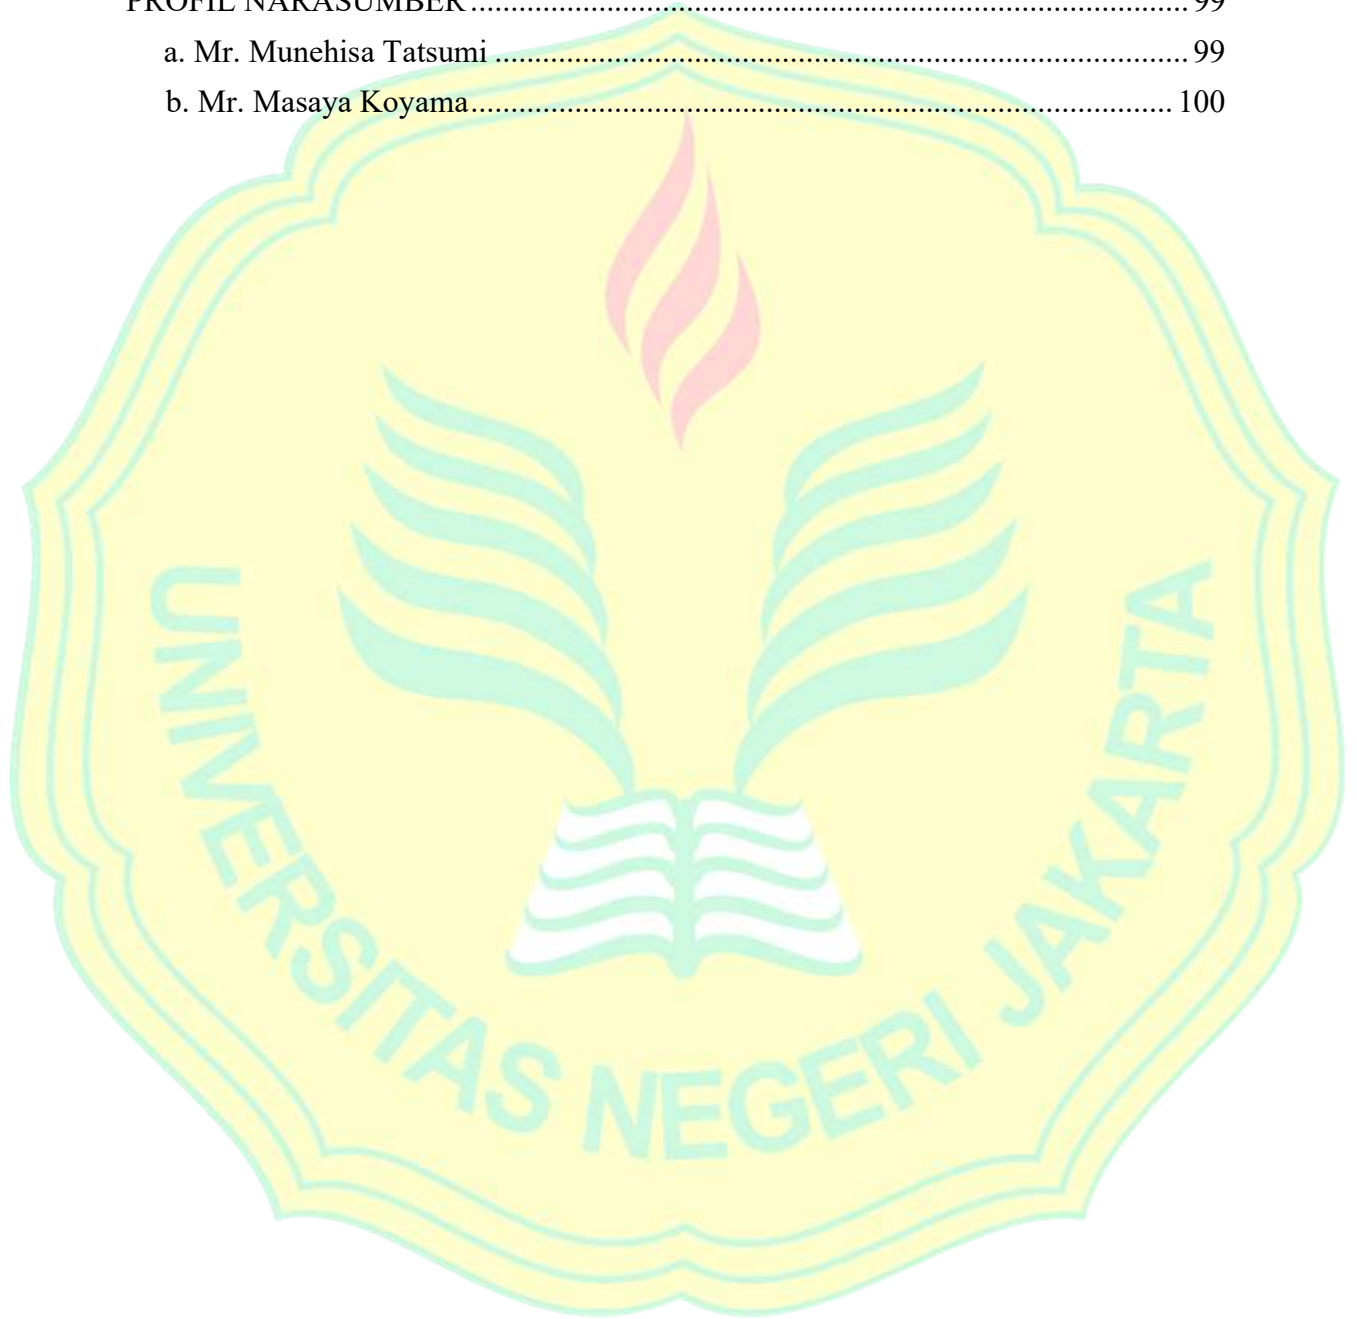 PROFIL NARASUMBER........................................................................................... 99
a. Mr. Munehisa Tatsumi ........................................................................................ 99
b. Mr. Masaya Koyama......................................................................................... 100
UNIVERSITAS NEGERI JAKARTA